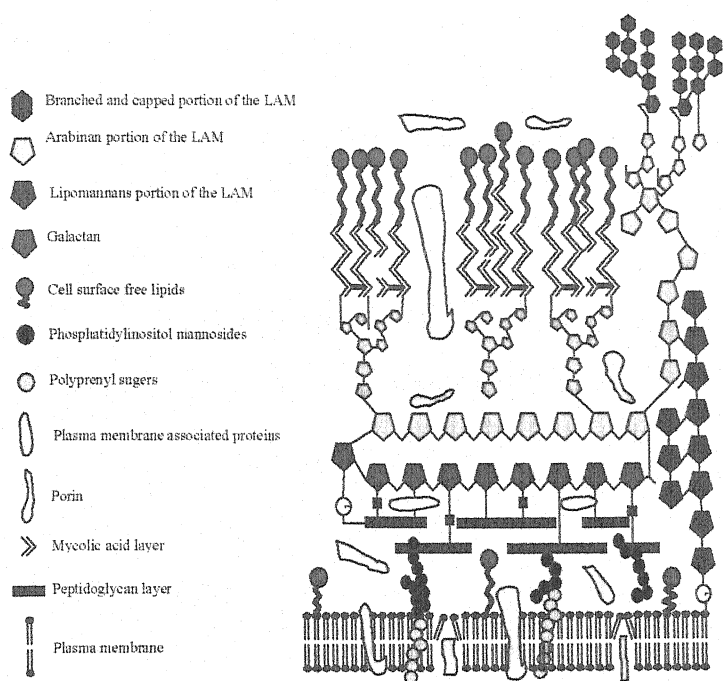 Branched and capped portion of the LAM
Arabinan portion of the LAM
Lipomannans portion of the LAM
Galactan
Cell surface free lipids
Phosphatidylinositol mannosides
Polyprenyl sugers
Plasma membrane associated proteins
Porin
Mycolic acid layer
Peptidoglycan layer
Plasma membrane